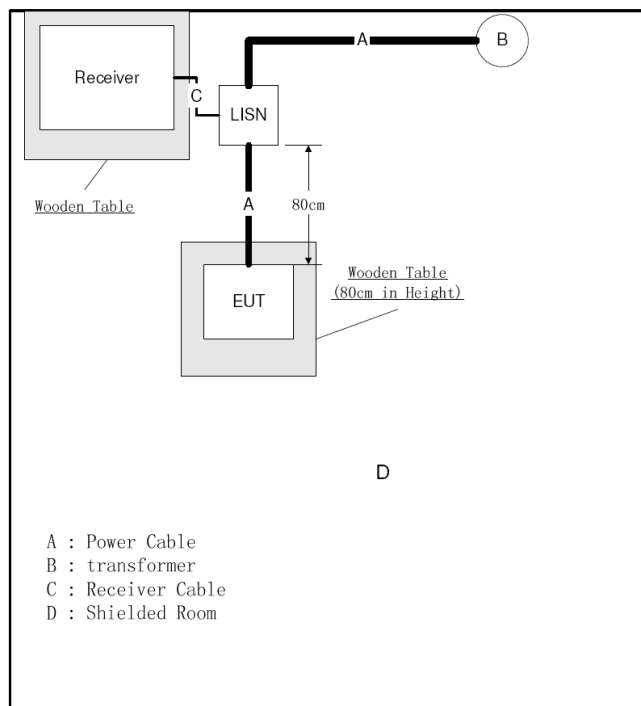 A
B
Receiver
C
LISN
Wooden Table
A
80cm
Wooden Table
(80cm in Height)
EUT
D
A : Power Cable
B : transformer
C : Receiver Cable
D : Shielded Room